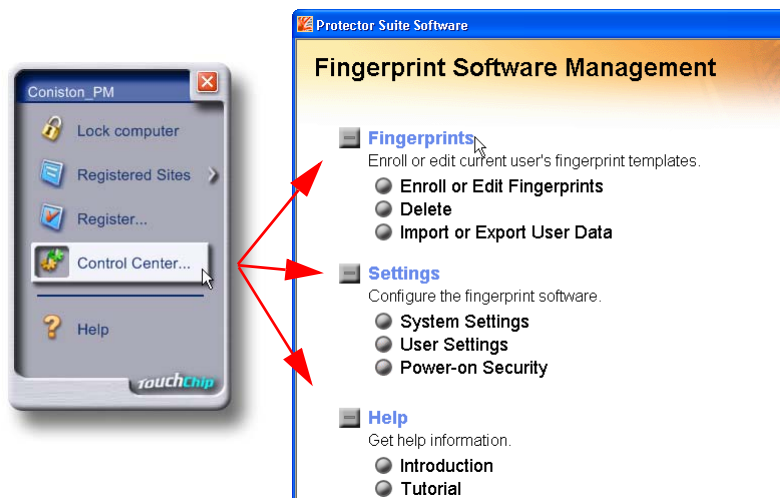 Coniston_PM
Lock computer
Registered Sites
Register...
Control Center...
Help
TouchChip
Protector Suite Software
Fingerprint Software Management
Fingerprints
Enroll or edit current user's fingerprint templates.
Enroll or Edit Fingerprints
Delete
Import or Export User Data
Settings
Configure the fingerprint software.
System Settings
User Settings
Power-on Security
Help
Get help information.
Introduction
Tutorial